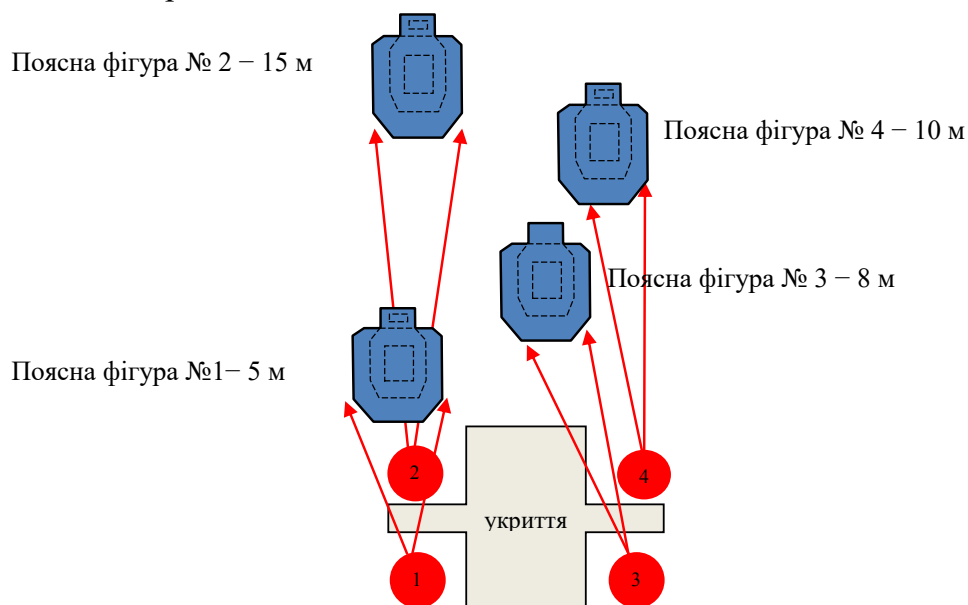 Поясна фігура № 2 − 15 м
Поясна фігура № 4 − 10 м
Поясна фігура № 3 − 8 м
Поясна фігура №1− 5 м
2
4
укриття
1
3